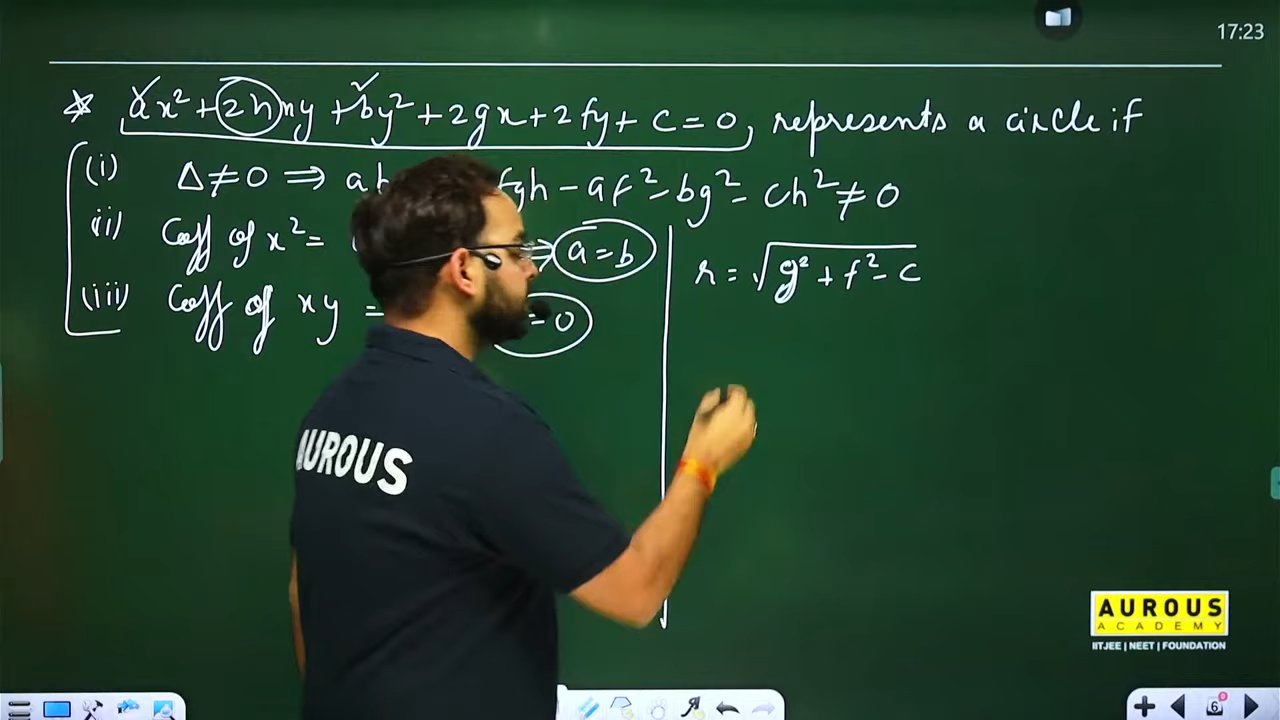 17:23
* ax² + 2hxy + by² + 2gx + 2fy + c = 0, represents a circle if
(i) Δ ≠ 0 ⇒ ab fgh - af² - bg² - ch² ≠ 0
(ii) Coff of x² = ⇒ a = b
(iii) Coff of xy = = 0
r = √g² + f² - c
AUROUS
AUROUS
ACADEMY
IITJEE | NEET | FOUNDATION
6